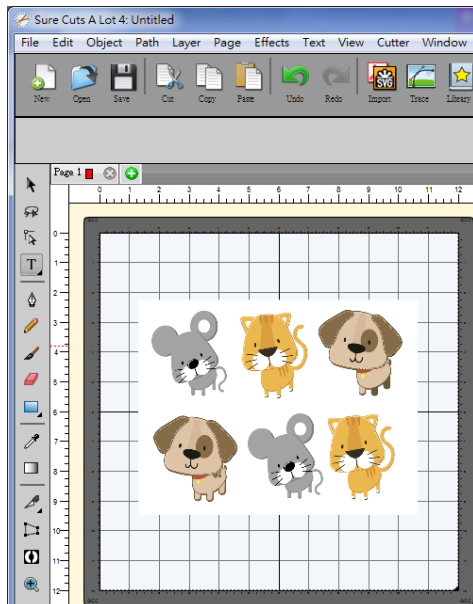 Sure Cuts A Lot 4: Untitled
File Edit Object Path Layer Page Effects Text View Cutter Window
SVG
New Open Save Cut Copy Paste Undo Redo Import Trace Library
Page 1
0 1 2 3 4 5 6 7 8 9 10 11 12
T
0
1
2
3
4
5
6
7
8
9
10
11
12